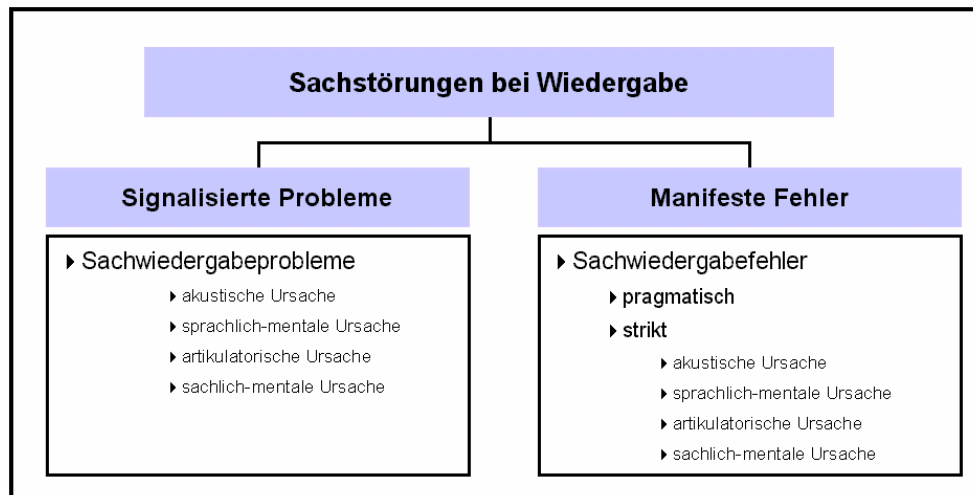 Sachstörungen bei Wiedergabe
Signalisierte Probleme
Sachwiedergabeprobleme
akustische Ursache
sprachlich-mentale Ursache
artikulatorische Ursache
sachlich-mentale Ursache
Manifeste Fehler
Sachwiedergabefehler
pragmatisch
strikt
akustische Ursache
sprachlich-mentale Ursache
artikulatorische Ursache
sachlich-mentale Ursache